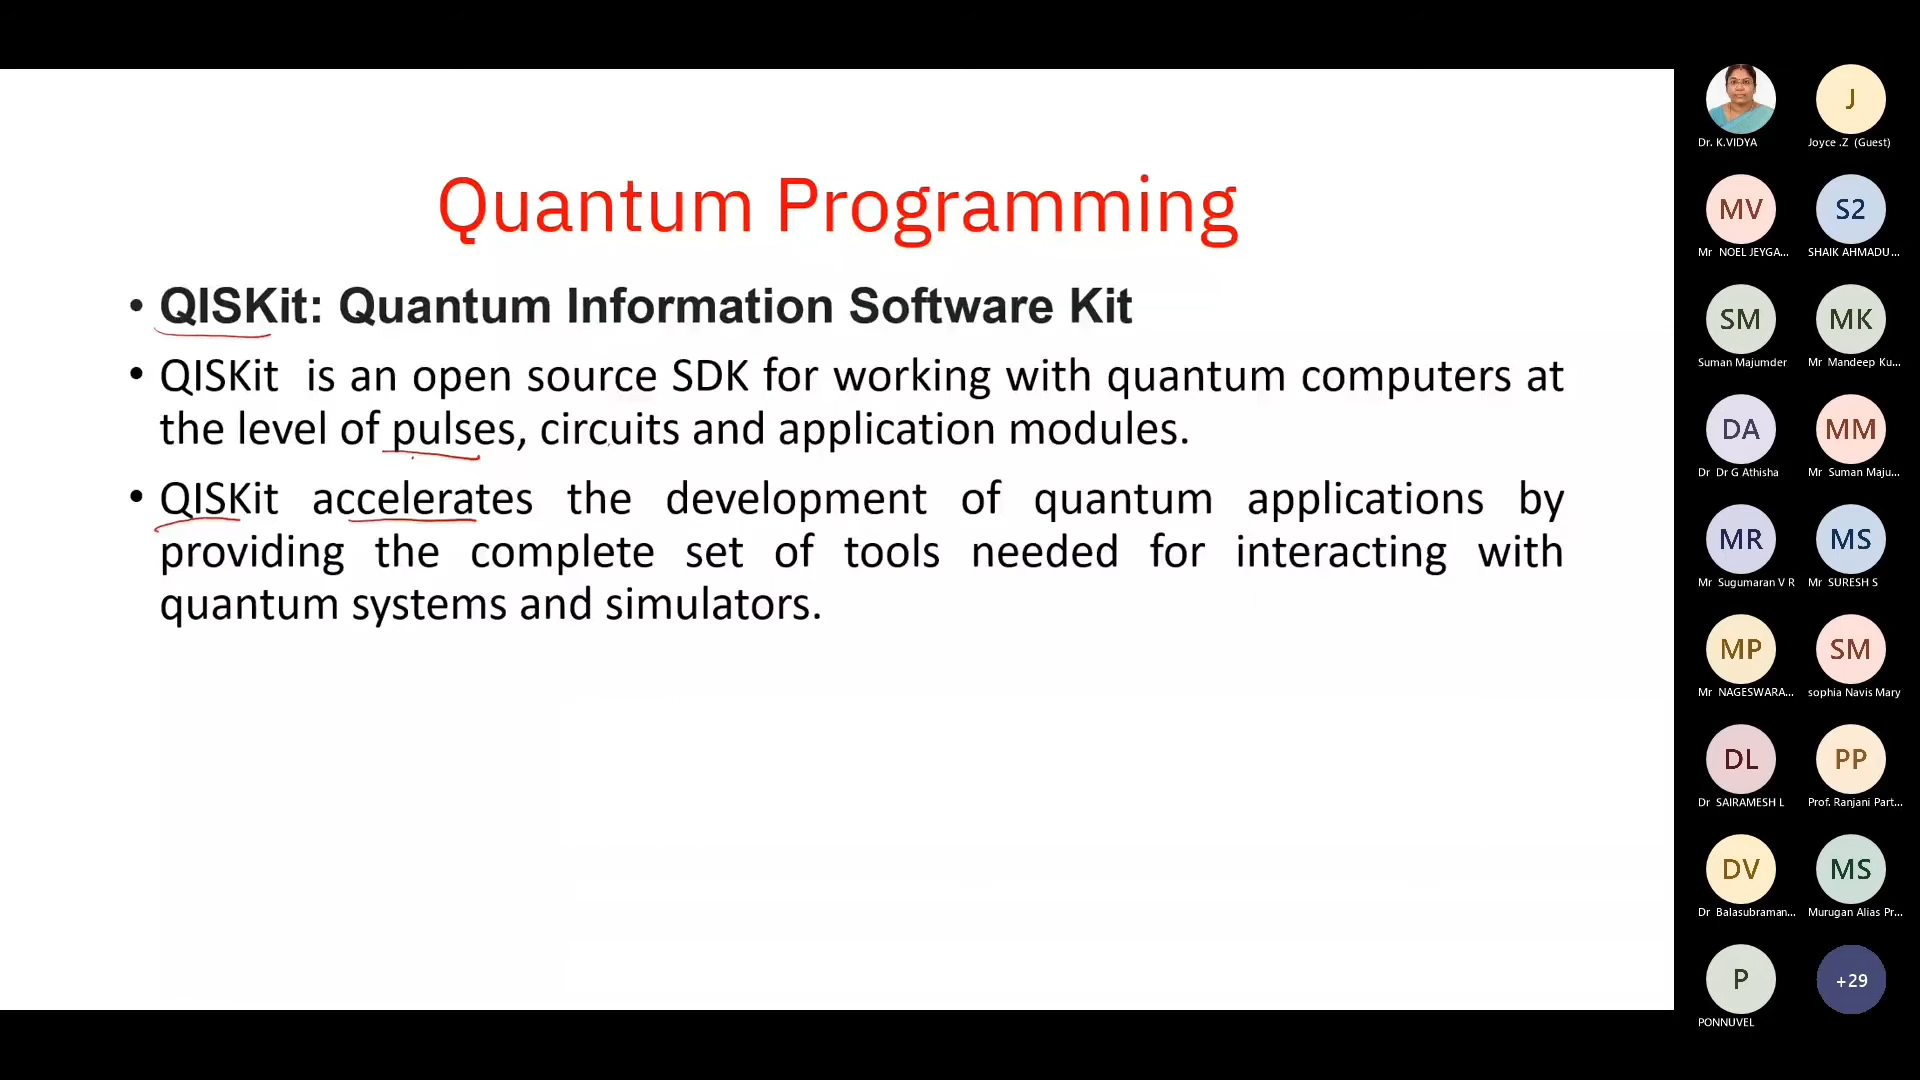 Quantum Programming
• QISKit: Quantum Information Software Kit
• QISKit is an open source SDK for working with quantum computers at
the level of pulses, circuits and application modules.
• QISKit accelerates the development of quantum applications by
providing the complete set of tools needed for interacting with
quantum systems and simulators.
Dr. K.VIDYA
J
Joyce .Z (Guest)
MV
Mr NOEL JEYGA...
S2
SHAIK AHMADU...
SM
Suman Majumder
MK
Mr Mandeep Ku...
DA
Dr Dr G Athisha
MM
Mr Suman Maju...
MR
Mr Sugumaran V R
MS
Mr SURESH S
MP
Mr NAGESWARA...
SM
sophia Navis Mary
DL
Dr SAIRAMESH L
PP
Prof. Ranjani Part...
DV
Dr Balasubraman...
MS
Murugan Alias Pr...
P
PONNUVEL
+29